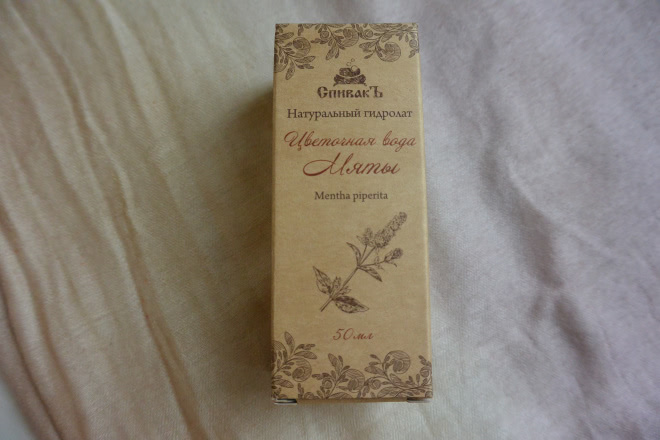 СпивакЪ
Натуральный гидролат
Цветочная вода
Мяты
Mentha piperita
50 мл